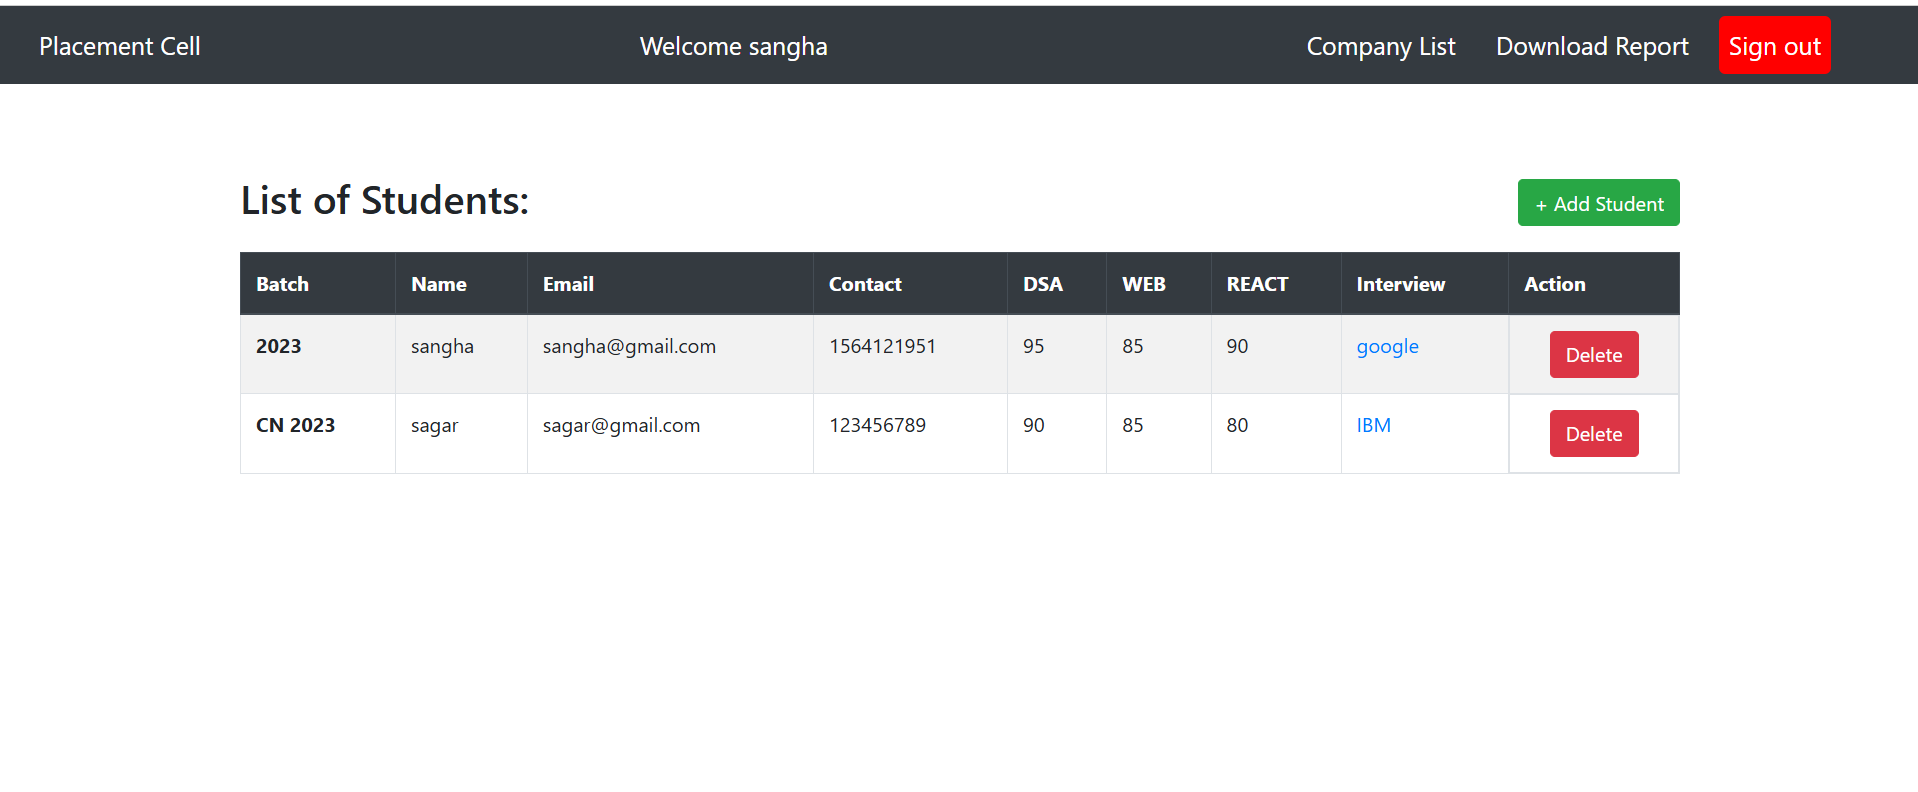 Placement Cell Welcome sangha Company List Download Report Sign out
List of Students: + Add Student
Batch Name Email Contact DSA WEB REACT Interview Action
2023 sangha sangha@gmail.com 1564121951 95 85 90 google Delete
CN 2023 sagar sagar@gmail.com 123456789 90 85 80 IBM Delete